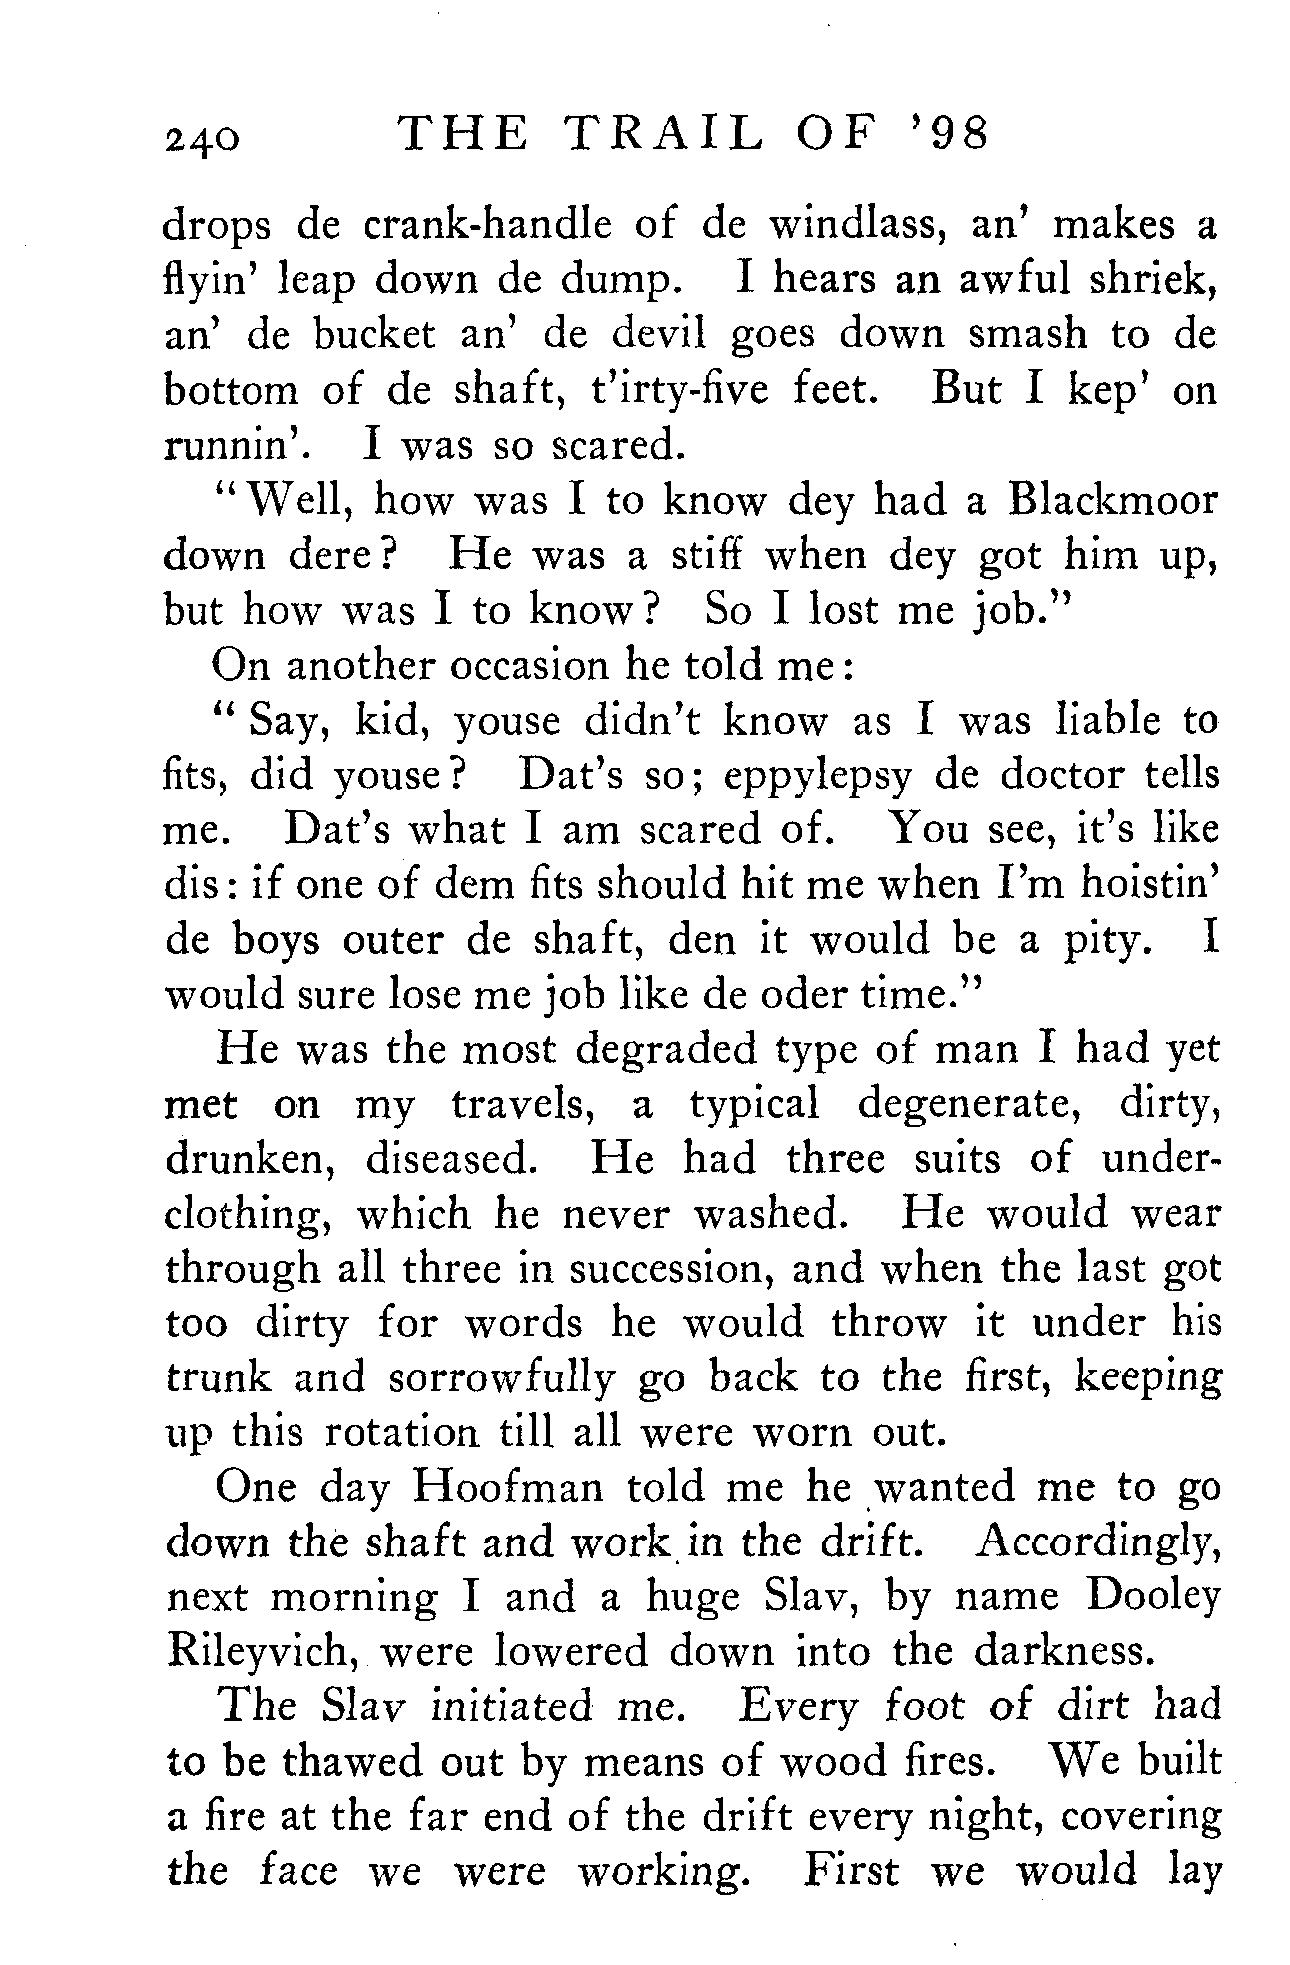 240 THE TRAIL OF '98
drops de crank-handle of de windlass, an' makes a
flyin' leap down de dump. I hears an awful shriek,
an' de bucket an' de devil goes down smash to de
bottom of de shaft, t'irty-five feet. But I kep' on
runnin'. I was so scared.
"Well, how was I to know dey had a Blackmoor
down dere? He was a stiff when dey got him up,
but how was I to know? So I lost me job."
On another occasion he told me:
"Say, kid, youse didn't know as I was liable to
fits, did youse? Dat's so; eppylepsy de doctor tells
me. Dat's what I am scared of. You see, it's like
dis: if one of dem fits should hit me when I'm hoistin'
de boys outer de shaft, den it would be a pity. I
would sure lose me job like de oder time."
He was the most degraded type of man I had yet
met on my travels, a typical degenerate, dirty,
drunken, diseased. He had three suits of under-
clothing, which he never washed. He would wear
through all three in succession, and when the last got
too dirty for words he would throw it under his
trunk and sorrowfully go back to the first, keeping
up this rotation till all were worn out.
One day Hoofman told me he wanted me to go
down the shaft and work in the drift. Accordingly,
next morning I and a huge Slav, by name Dooley
Rileyvich, were lowered down into the darkness.
The Slav initiated me. Every foot of dirt had
to be thawed out by means of wood fires. We built
a fire at the far end of the drift every night, covering
the face we were working. First we would lay